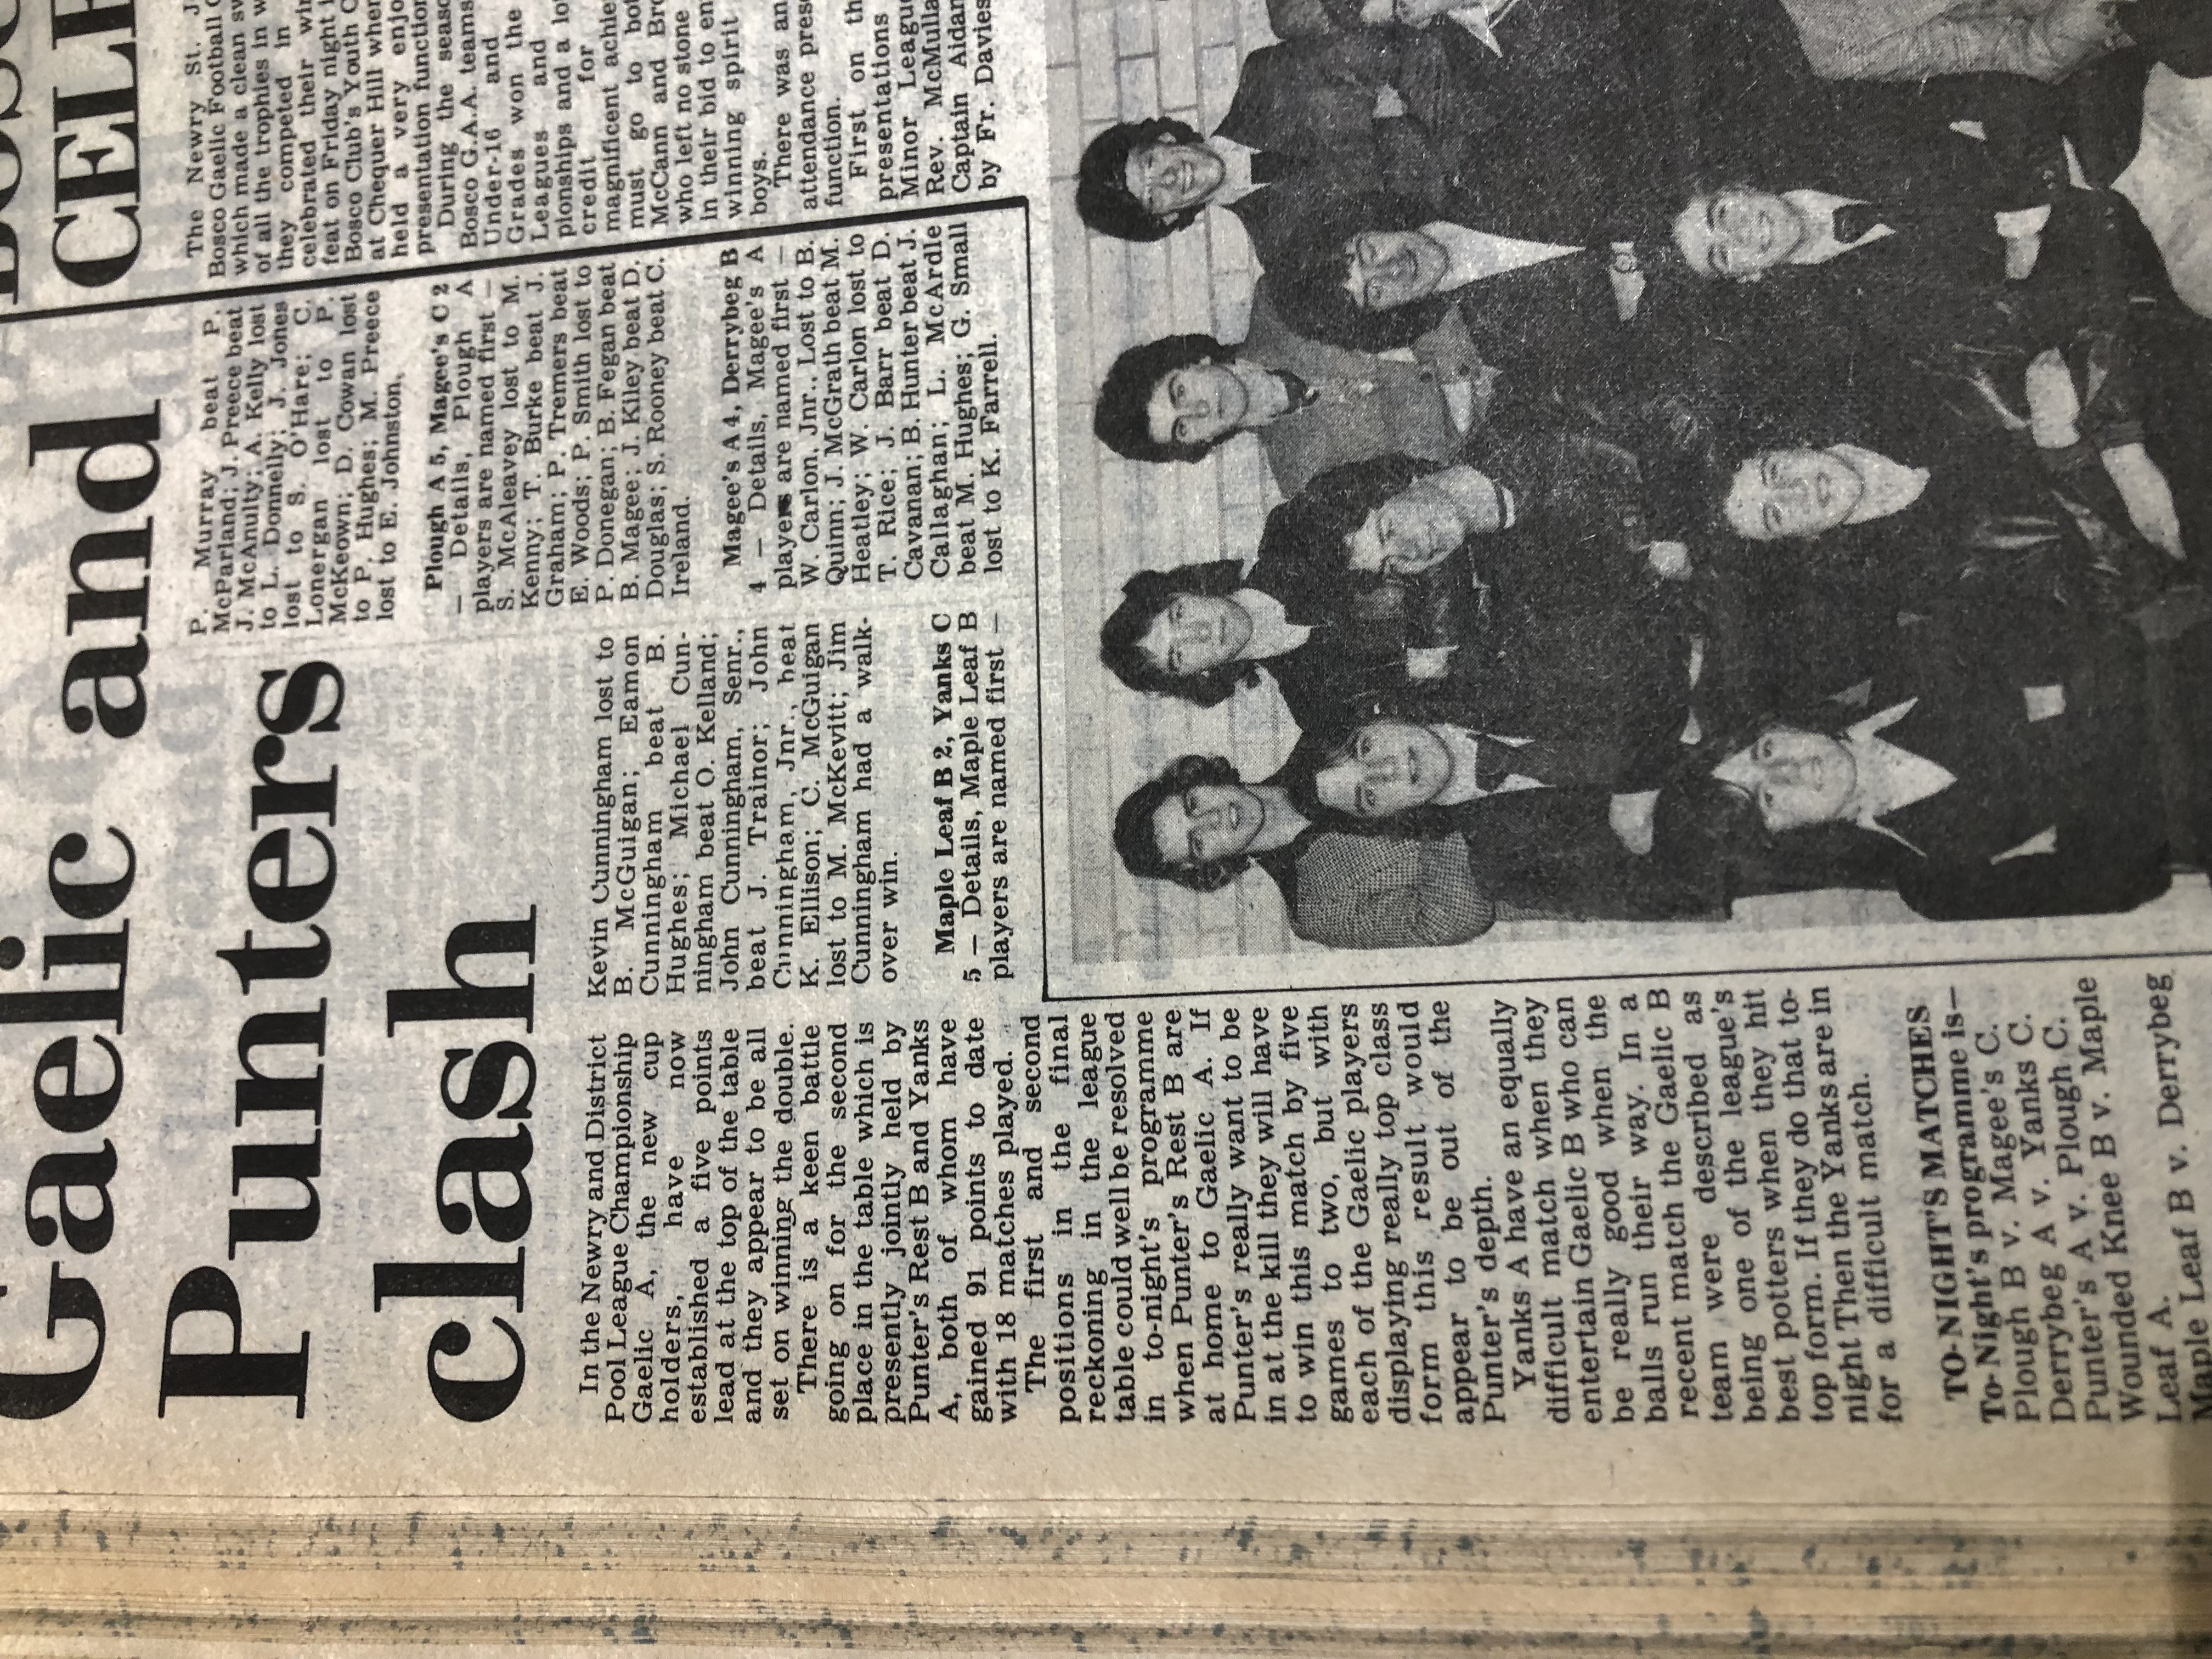 Gaelic and
Punters
clash
In the Newry and District
Pool League Championship
Gaelic A, the new cup
holders, have now
established a five points
lead at the top of the table
and they appear to be all
set on winning the double.
There is a keen battle
going on for the second
place in the table which is
presently jointly held by
Punter's Rest B and Yanks
A, both of whom have
gained 91 points to date
with 18 matches played.
The first and second
positions in the final
reckoning in the league
table could well be resolved
in to-night's programme
when Punter's Rest B are
at home to Gaelic A. If
Punter's really want to be
in at the kill they will have
to win this match by five
games to two, but with
each of the Gaelic players
displaying really top class
form this result would
appear to be out of the
Punter's depth.
Yanks A have an equally
difficult match when they
entertain Gaelic B who can
be really good when the
balls run their way. In a
recent match the Gaelic B
team were described as
being one of the league's
best potters when they hit
top form. If they do that to-
night Then the Yanks are in
for a difficult match.
TO-NIGHT'S MATCHES
To-Night's programme is—
Plough B v. Magee's C.
Derrybeg A v. Yanks C.
Punter's A v. Plough C.
Wounded Knee B v. Maple
Leaf A.
Maple Leaf B v. Derrybeg
Kevin Cunningham lost to
B. McGuigan; Eamon
Cunningham beat B.
Hughes; Michael Cun-
ningham beat O. Kelland;
John Cunningham, Senr.,
beat J. Trainor; John
Cunningham, Jnr., beat
K. Ellison; C. McGuigan
lost to M. McKevitt; Jim
Cunningham had a walk-
over win.
Maple Leaf B 2, Yanks C
5 — Details, Maple Leaf B
players are named first —
P. Murray beat P.
McParland; J. Preece beat
J. McAnulty; A. Kelly lost
to L. Donnelly; J. Jones
lost to S. O'Hare; C.
Lonergan lost to P.
McKeown; D. Cowan lost
to P. Hughes; M. Preece
lost to E. Johnston.
Plough A 5, Magee's C 2
— Details, Plough A
players are named first —
S. McAleavey lost to M.
Kenny; T. Burke beat J.
Graham; P. Tremers beat
E. Woods; P. Smith lost to
P. Donegan; B. Fegan beat
B. Magee; J. Kiley beat D.
Douglas; S. Rooney beat C.
Ireland.
Magee's A 4, Derrybeg B
4 — Details, Magee's A
players are named first —
W. Carlon, Jnr., Lost to B.
Quinn; J. McGrath beat M.
Heatley; W. Carlon lost to
T. Rice; J. Barr beat D.
Cavanan; B. Hunter beat J.
Callaghan; L. McArdle
beat M. Hughes; G. Small
lost to K. Farrell.
The Newry St. J
Bosco Gaelic Football C
which made a clean sw
of all the trophies in w
they competed in
celebrated their wi
feat on Friday night i
Bosco Club's Youth C
at Chequer Hill wher
held a very enjo
presentation function
During the seas
Bosco G.A.A. teams
Under-16 and
Grades won the
Leagues and
pionships and a lo
credit for
magnificent achie
must go to bot
McCann and Bro
who left no stone
in their bid to en
winning spirit
boys.
There was an
attendance pres
function.
First on th
presentations
Minor Leagu
Rev. McMulla
Captain Aidan
by Fr. Davies